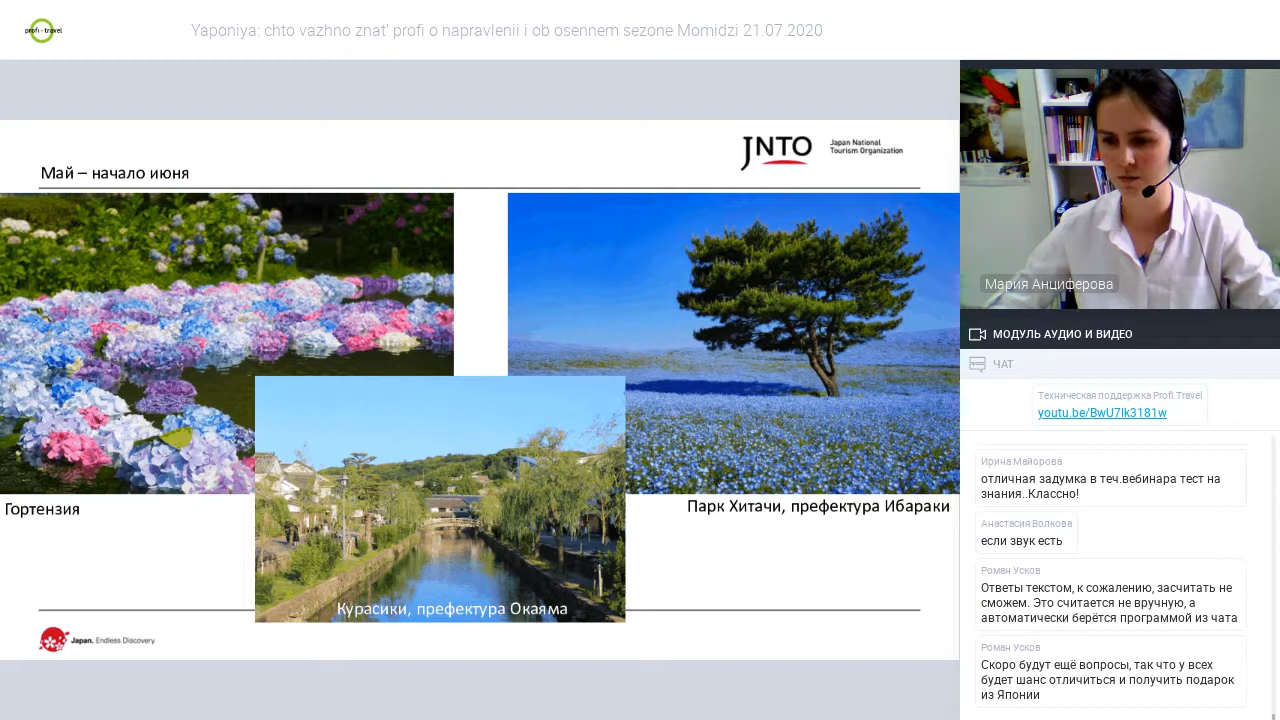 profi travel
Yaponiya: chto vazhno znat' profi o napravlenii i ob osennem sezone Momidzi 21.07.2020
Май – начало июня
JNTO
Japan National
Tourism Organization
Гортензия
Парк Хитачи, префектура Ибараки
Курасики, префектура Окаяма
Japan. Endless Discovery.
Мария Анциферова
МОДУЛЬ АУДИО И ВИДЕО
ЧАТ
Техническая поддержка Profi.Travel
youtu.be/BwU7lk3181w
Ирина Майорова
отличная задумка в теч.вебинара тест на
знания..Классно!
Анастасия Волкова
если звук есть
Роман Усков
Ответы текстом, к сожалению, засчитать не
сможем. Это считается не вручную, а
автоматически берётся программой из чата
Роман Усков
Скоро будут ещё вопросы, так что у всех
будет шанс отличиться и получить подарок
из Японии